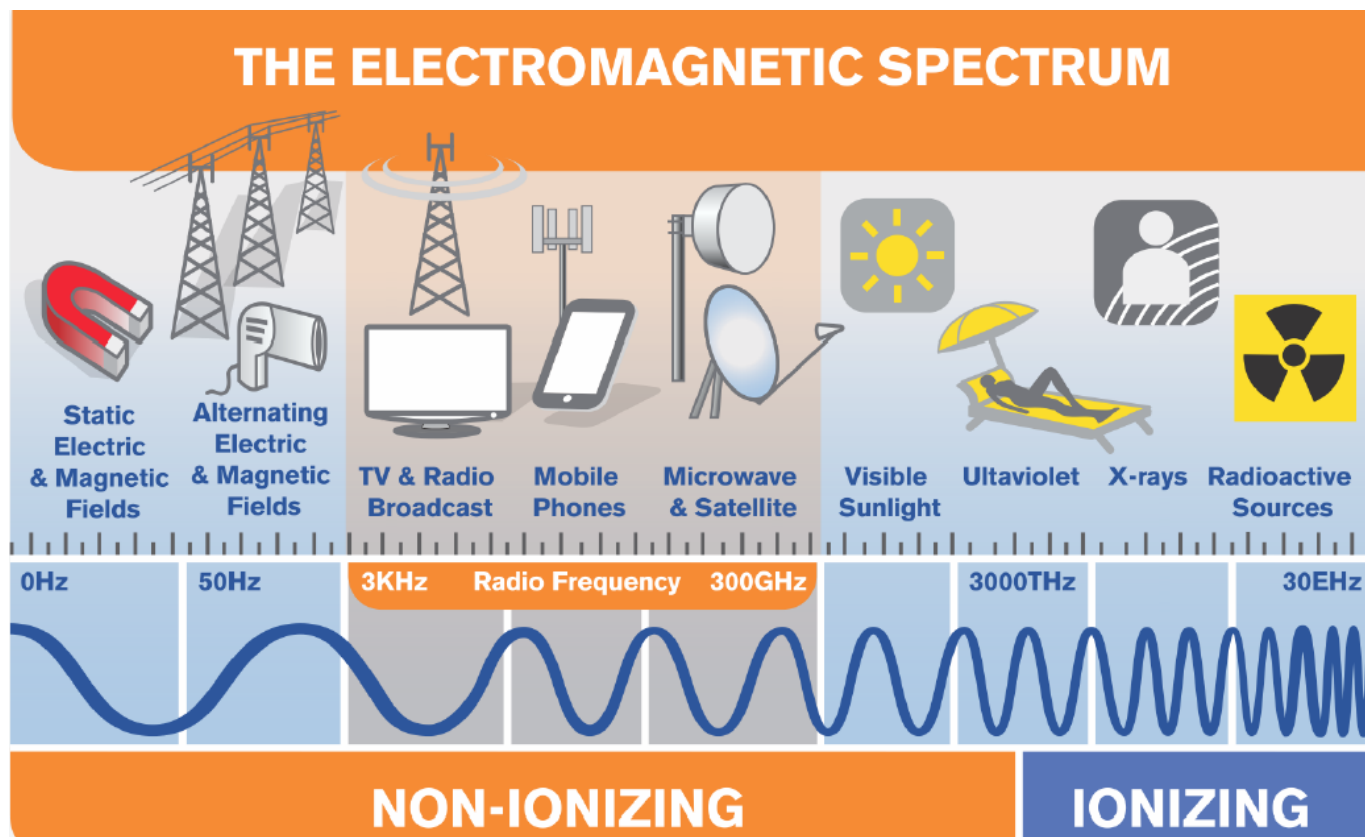 THE ELECTROMAGNETIC SPECTRUM
Static
Electric
& Magnetic
Fields
Alternating
Electric
& Magnetic
Fields
TV & Radio
Broadcast
Mobile
Phones
Microwave
& Satellite
Visible
Sunlight
Ultaviolet
X-rays
Radioactive
Sources
0Hz
50Hz
3KHz
Radio Frequency
300GHz
3000THz
30EHz
NON-IONIZING
IONIZING